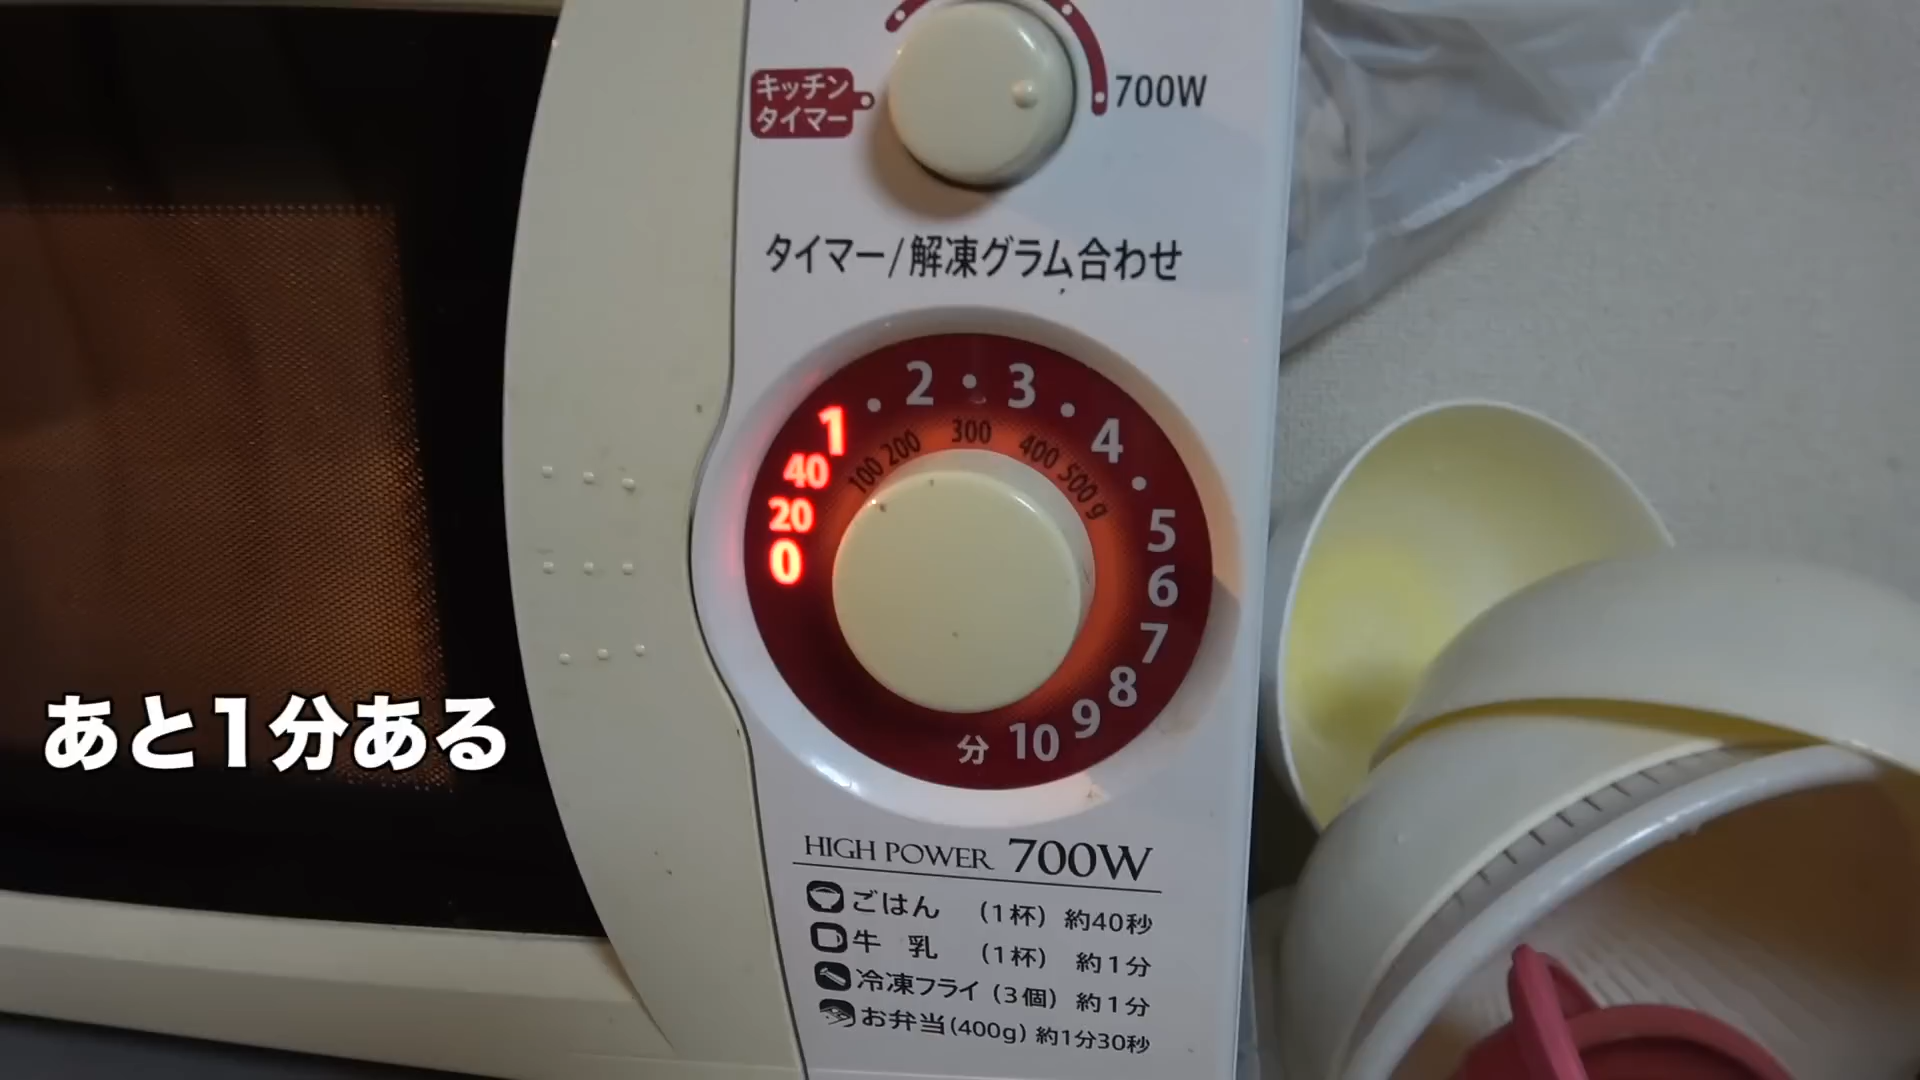 キッチン
タイマー
700W
タイマー/解凍グラム合わせ
0
20
40
1
2
3
4
5
6
7
8
9
10
分
100
200
300
400
500g
あと1分ある
HIGH POWER 700W
ごはん (1杯) 約40秒
牛 乳 (1杯) 約1分
冷凍フライ (3個) 約1分
お弁当(400g) 約1分30秒